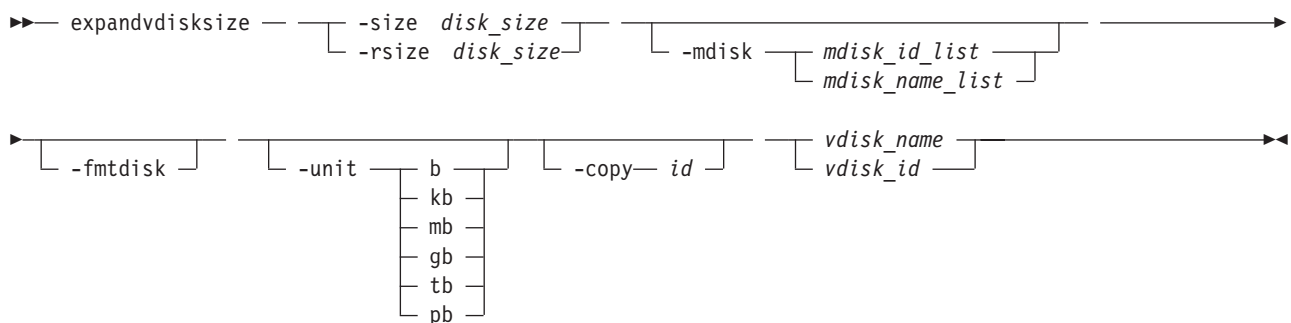 expandvdisksize -size disk_size
-rsize disk_size
-mdisk mdisk_id_list
mdisk_name_list
-fmtdisk
-unit b
kb
mb
gb
tb
pb
-copy id
vdisk_name
vdisk_id